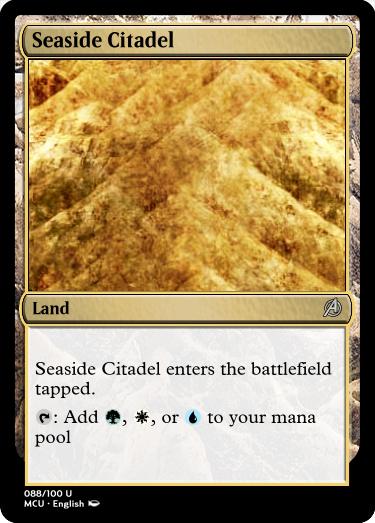 Seaside Citadel
Land
Seaside Citadel enters the battlefield
tapped.
: Add , , or to your mana
pool
088/100 U
MCU · English